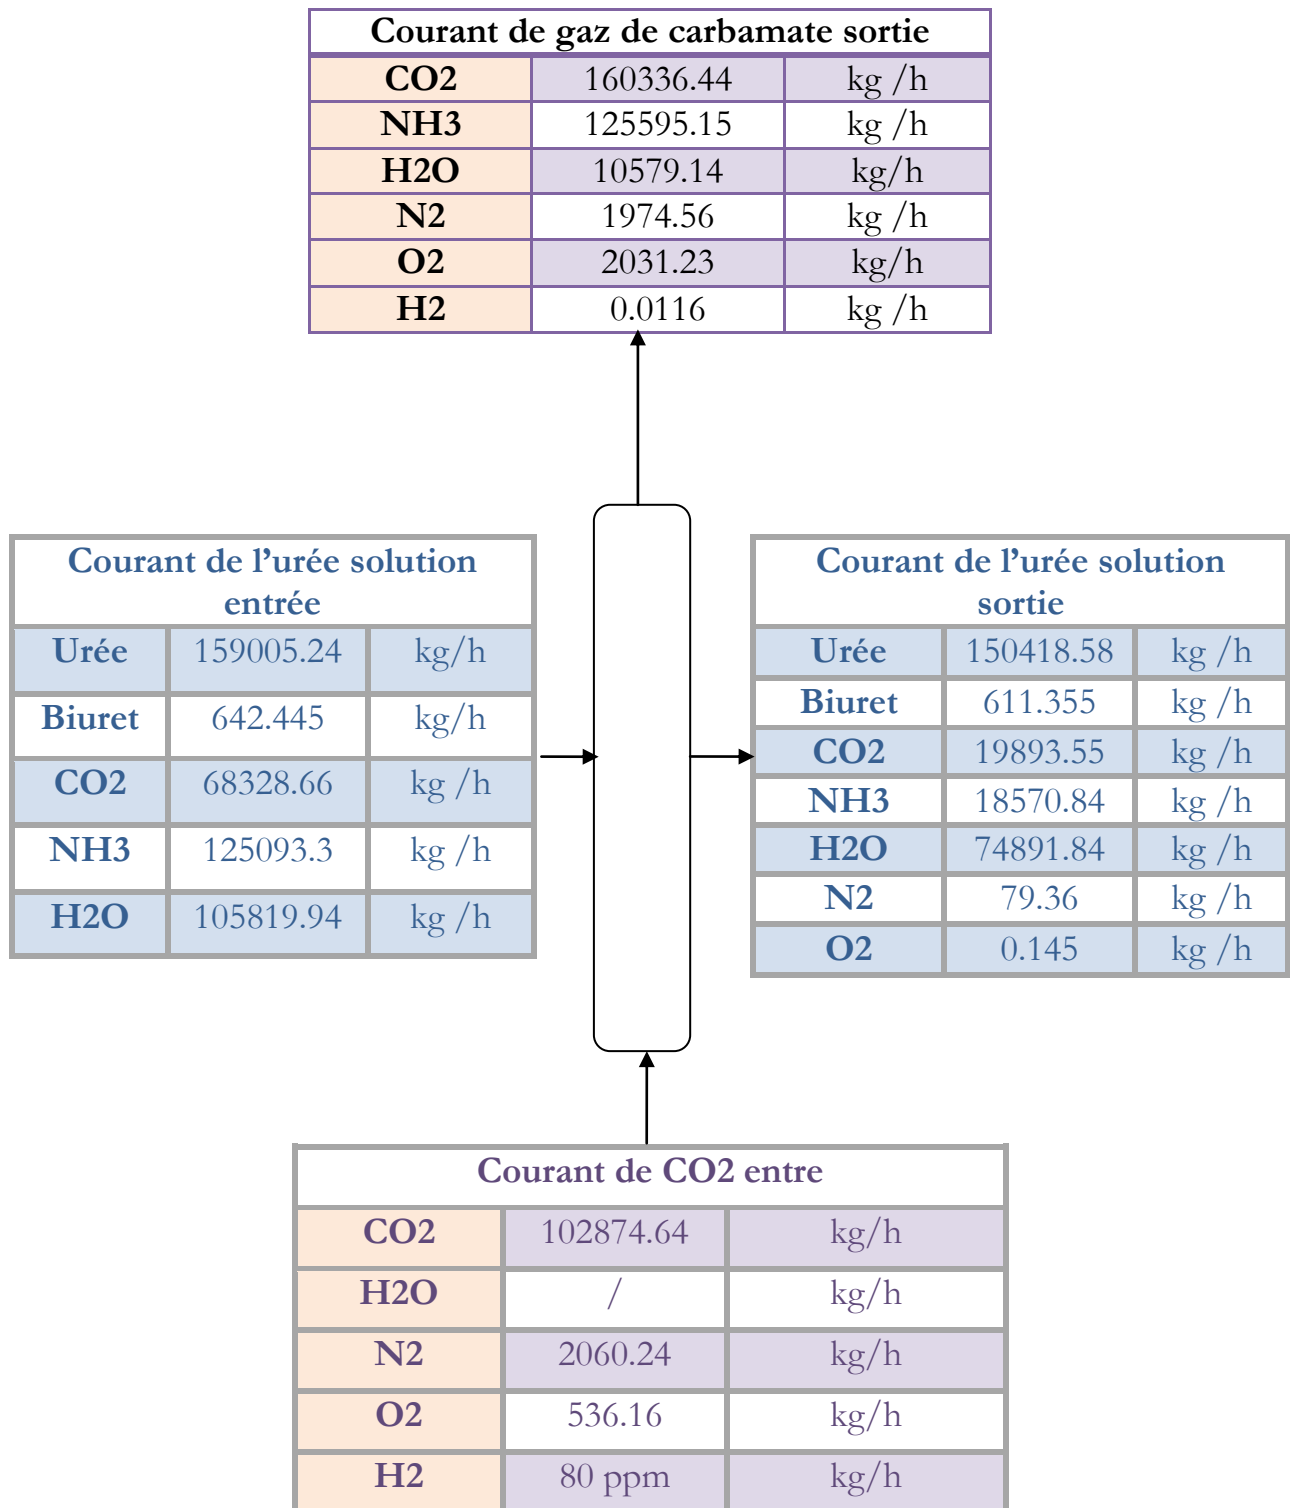 Courant de gaz de carbamate sortie
CO2 160336.44 kg /h
NH3 125595.15 kg /h
H2O 10579.14 kg/h
N2 1974.56 kg /h
O2 2031.23 kg/h
H2 0.0116 kg /h
Courant de l’urée solution
entrée
Urée 159005.24 kg/h
Biuret 642.445 kg/h
CO2 68328.66 kg /h
NH3 125093.3 kg /h
H2O 105819.94 kg /h
Courant de l’urée solution
sortie
Urée 150418.58 kg /h
Biuret 611.355 kg /h
CO2 19893.55 kg /h
NH3 18570.84 kg /h
H2O 74891.84 kg /h
N2 79.36 kg /h
O2 0.145 kg /h
Courant de CO2 entre
CO2 102874.64 kg/h
H2O / kg/h
N2 2060.24 kg/h
O2 536.16 kg/h
H2 80 ppm kg/h